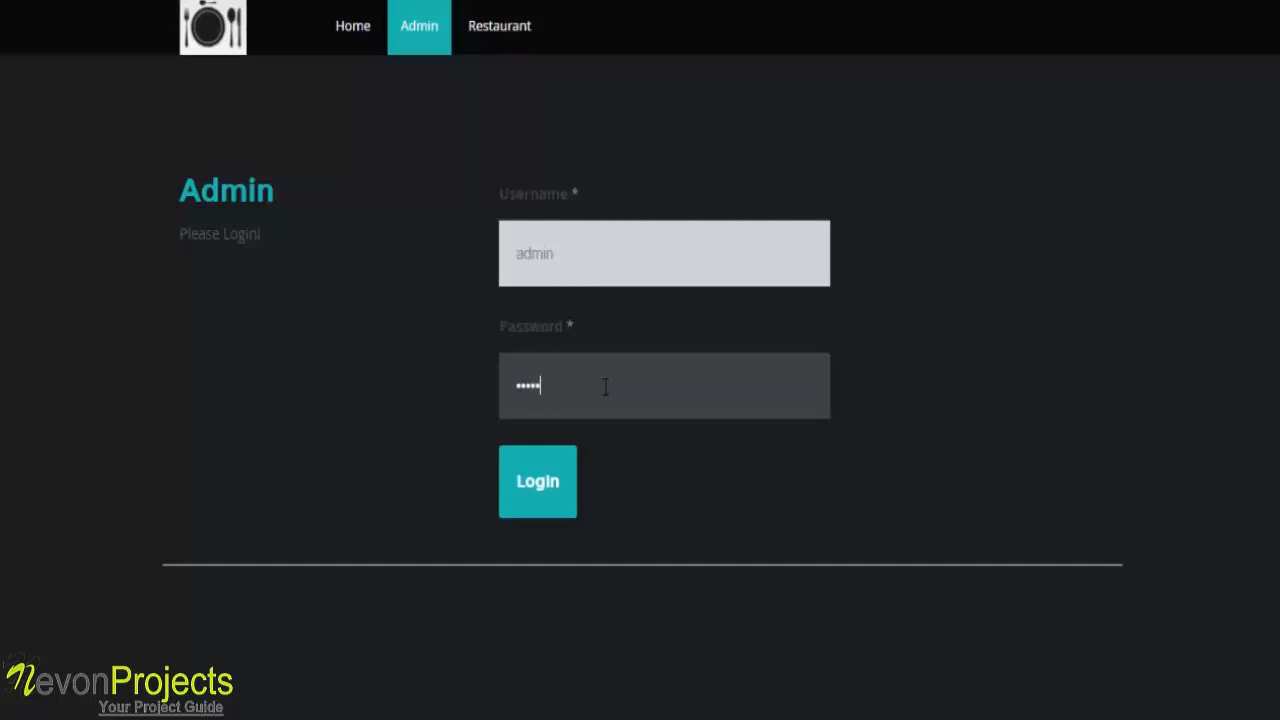 Home Admin Restaurant
Admin
Please Login!
Username *
admin
Password *
•••••
Login
NevonProjects
Your Project Guide